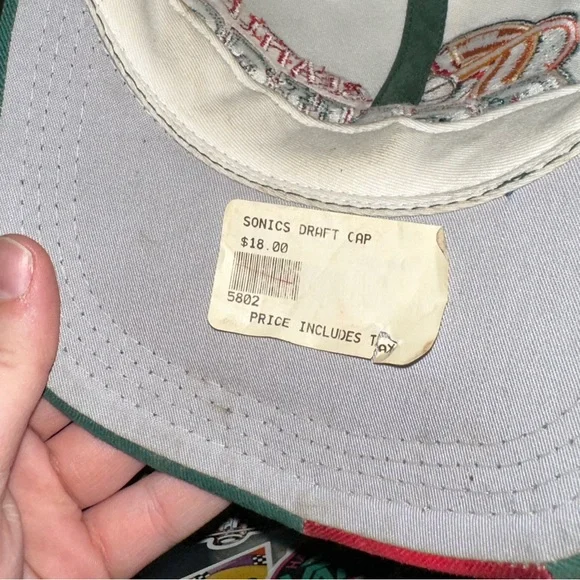 SONICS DRAFT CAP
$18.00
5802
PRICE INCLUDES TAX